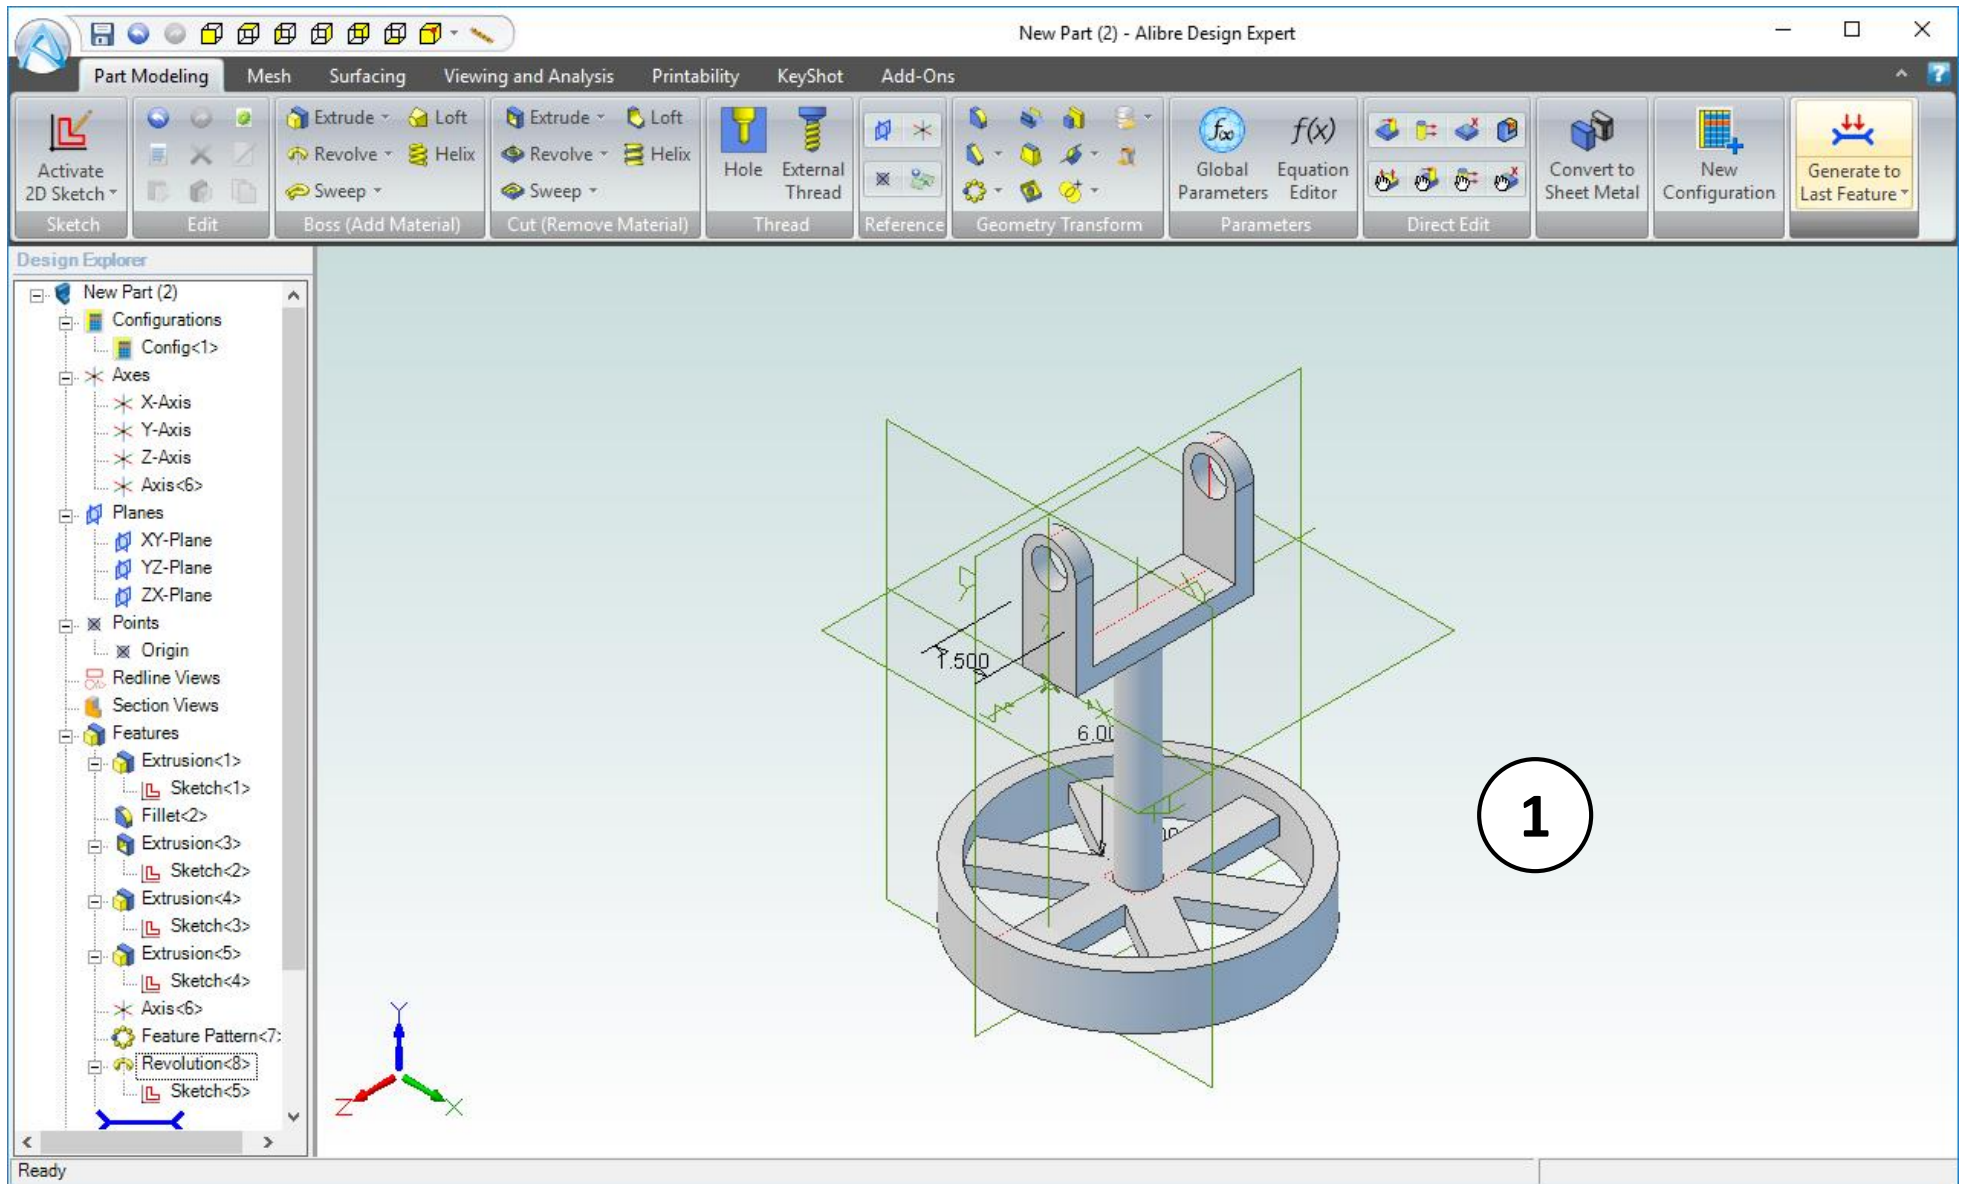 New Part (2) - Alibre Design Expert
Part Modeling Mesh Surfacing Viewing and Analysis Printability KeyShot Add-Ons
Activate
2D Sketch
Sketch
Edit
Extrude Loft
Revolve Helix
Sweep
Boss (Add Material)
Extrude Loft
Revolve Helix
Sweep
Cut (Remove Material)
Hole
External
Thread
Thread
Reference
Geometry Transform
Global
Parameters
f(x)
Equation
Editor
Parameters
Direct Edit
Convert to
Sheet Metal
New
Configuration
Generate to
Last Feature
Design Explorer
New Part (2)
Configurations
Config<1>
Axes
X-Axis
Y-Axis
Z-Axis
Axis<6>
Planes
XY-Plane
YZ-Plane
ZX-Plane
Points
Origin
Redline Views
Section Views
Features
Extrusion<1>
Sketch<1>
Fillet<2>
Extrusion<3>
Sketch<2>
Extrusion<4>
Sketch<3>
Extrusion<5>
Sketch<4>
Axis<6>
Feature Pattern<7>
Revolution<8>
Sketch<5>
1.500
6.00
1
Y
Z
X
Ready